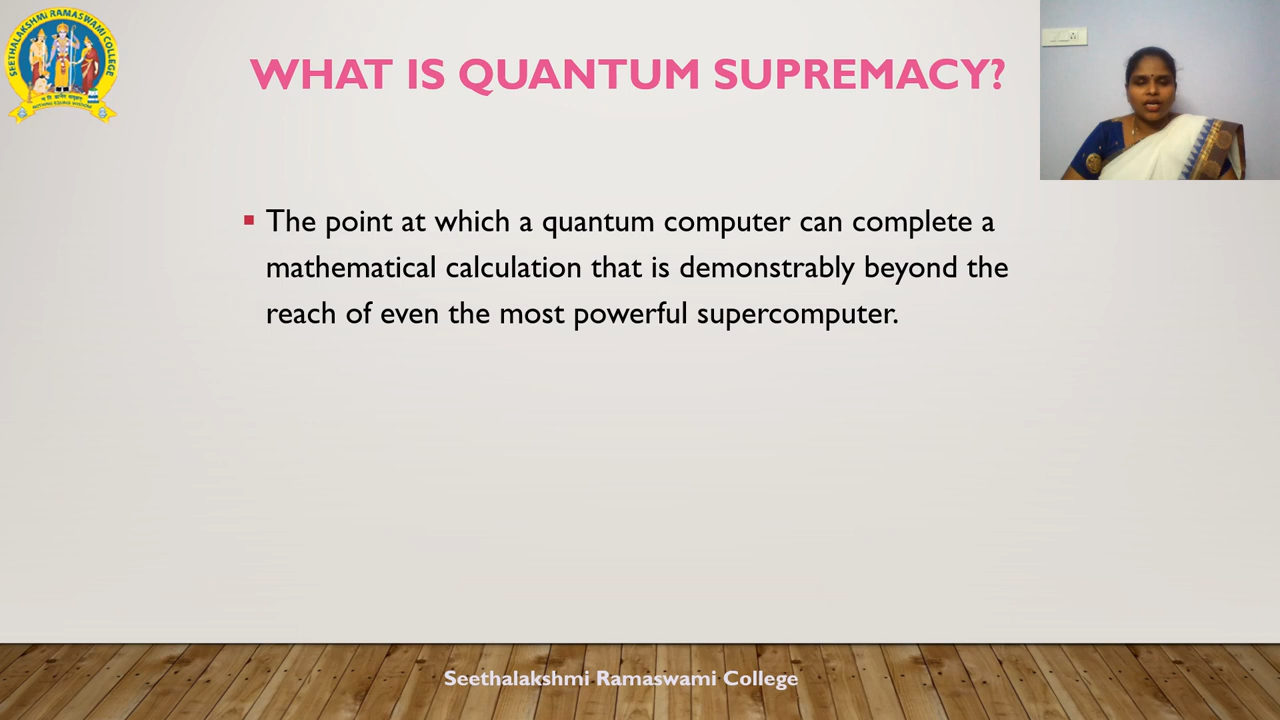 SEETHALAKSHMI RAMASWAMI COLLEGE
WHAT IS QUANTUM SUPREMACY?
▪ The point at which a quantum computer can complete a
mathematical calculation that is demonstrably beyond the
reach of even the most powerful supercomputer.
Seethalakshmi Ramaswami College